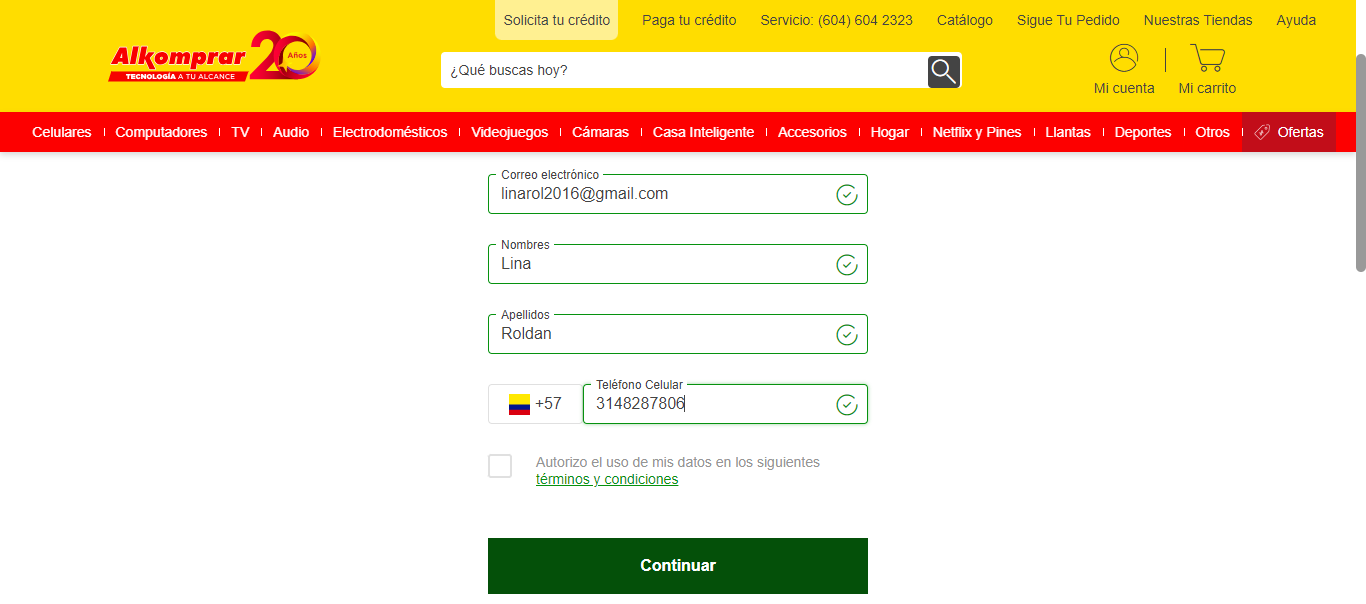 Solicita tu crédito Paga tu crédito Servicio: (604) 604 2323 Catálogo Sigue Tu Pedido Nuestras Tiendas Ayuda
Alkomprar 20 Años
TECNOLOGÍA A TU ALCANCE
¿Qué buscas hoy?
Mi cuenta Mi carrito
Celulares Computadores TV Audio Electrodomésticos Videojuegos Cámaras Casa Inteligente Accesorios Hogar Netflix y Pines Llantas Deportes Otros Ofertas
Correo electrónico
linarol2016@gmail.com
Nombres
Lina
Apellidos
Roldan
Teléfono Celular
+57 3148287806
Autorizo el uso de mis datos en los siguientes
términos y condiciones
Continuar